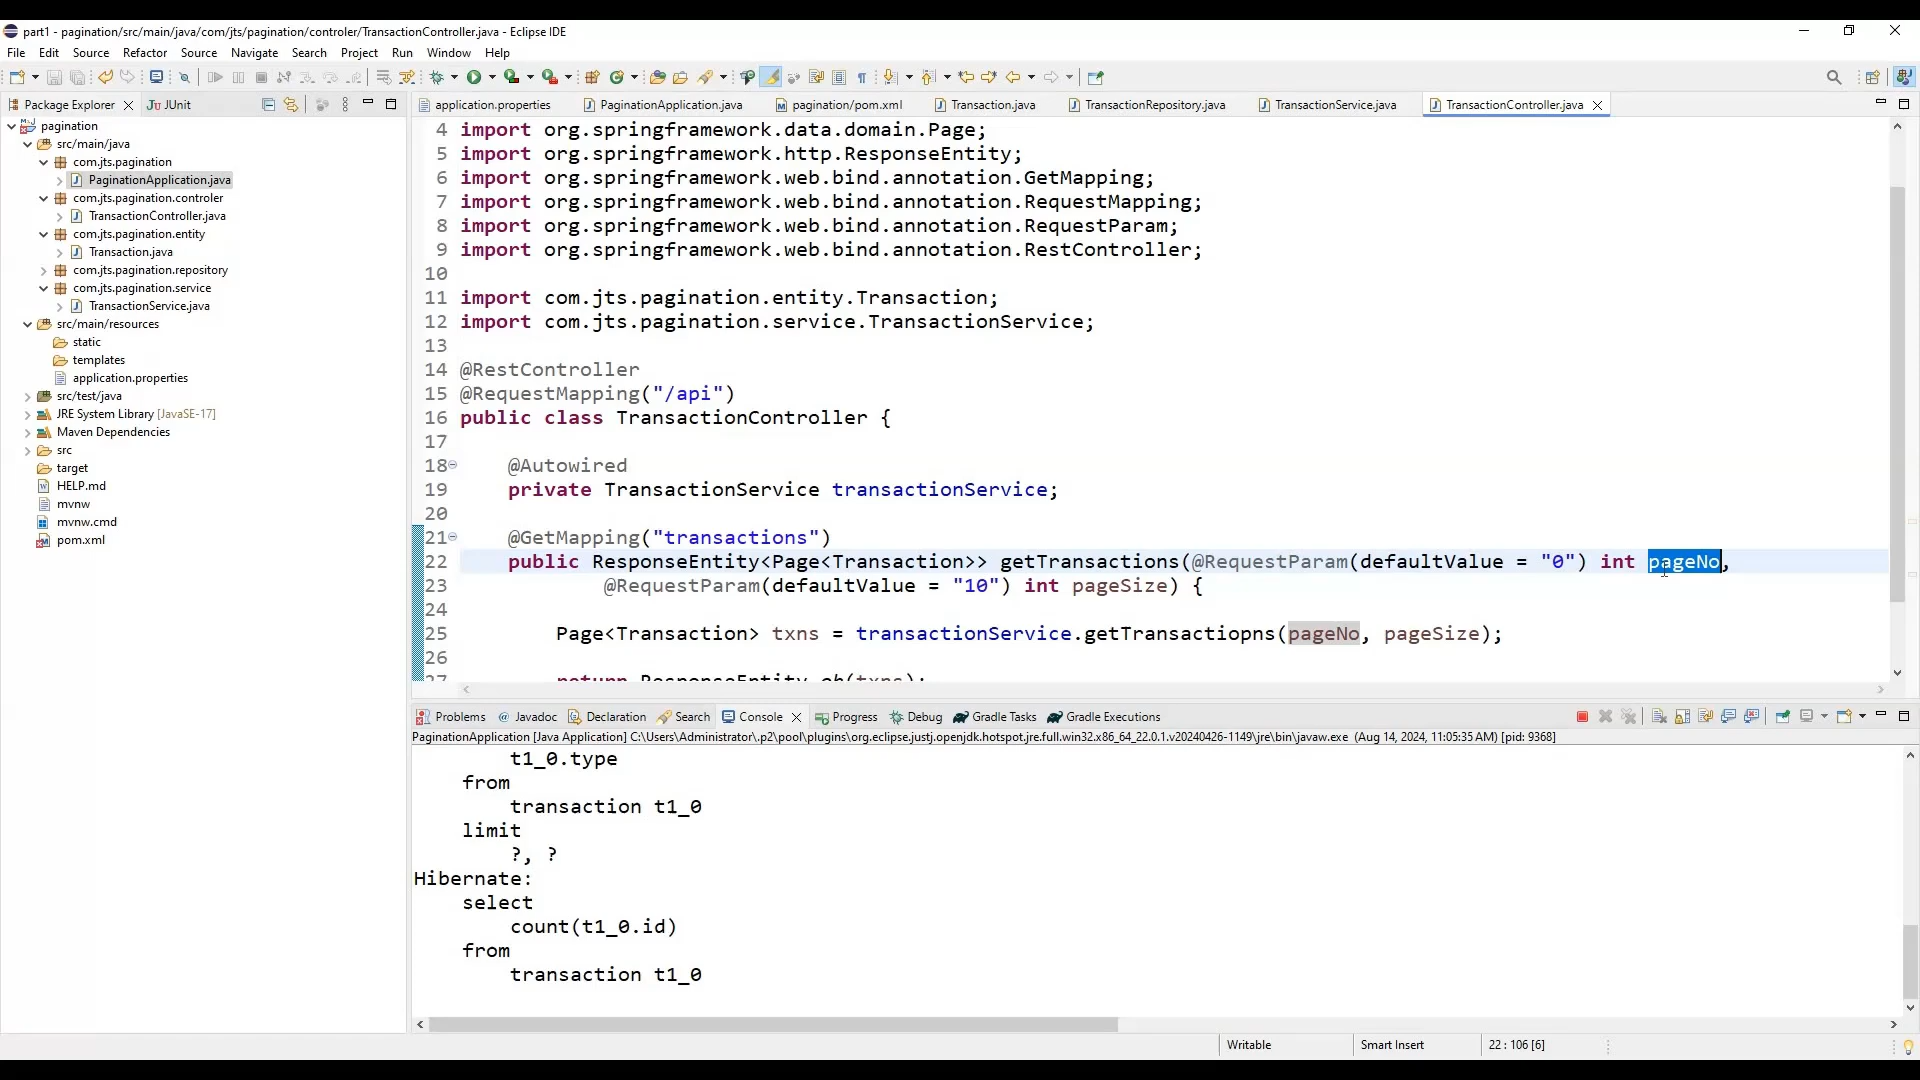 part1 - pagination/src/main/java/com/jts/pagination/controler/TransactionController.java - Eclipse IDE
File Edit Source Refactor Source Navigate Search Project Run Window Help
Package Explorer
JUnit
pagination
src/main/java
com.jts.pagination
PaginationApplication.java
com.jts.pagination.controler
TransactionController.java
com.jts.pagination.entity
Transaction.java
com.jts.pagination.repository
com.jts.pagination.service
TransactionService.java
src/main/resources
static
templates
application.properties
src/test/java
JRE System Library [JavaSE-17]
Maven Dependencies
src
target
HELP.md
mvnw
mvnw.cmd
pom.xml
application.properties PaginationApplication.java pagination/pom.xml Transaction.java TransactionRepository.java TransactionService.java TransactionController.java
4 import org.springframework.data.domain.Page;
5 import org.springframework.http.ResponseEntity;
6 import org.springframework.web.bind.annotation.GetMapping;
7 import org.springframework.web.bind.annotation.RequestMapping;
8 import org.springframework.web.bind.annotation.RequestParam;
9 import org.springframework.web.bind.annotation.RestController;
10
11 import com.jts.pagination.entity.Transaction;
12 import com.jts.pagination.service.TransactionService;
13
14 @RestController
15 @RequestMapping("/api")
16 public class TransactionController {
17
18 @Autowired
19 private TransactionService transactionService;
20
21 @GetMapping("transactions")
22 public ResponseEntity<Page<Transaction>> getTransactions(@RequestParam(defaultValue = "0") int pageNo,
23 @RequestParam(defaultValue = "10") int pageSize) {
24
25 Page<Transaction> txns = transactionService.getTransactiopns(pageNo, pageSize);
26
27 return ResponseEntity.ok(txns);
Problems Javadoc Declaration Search Console Progress Debug Gradle Tasks Gradle Executions
PaginationApplication [Java Application] C:\Users\Administrator\.p2\pool\plugins\org.eclipse.justj.openjdk.hotspot.jre.full.win32.x86_64_22.0.1.v20240426-1149\jre\bin\javaw.exe (Aug 14, 2024, 11:05:35 AM) [pid: 9368]
t1_0.type
from
transaction t1_0
limit
?, ?
Hibernate:
select
count(t1_0.id)
from
transaction t1_0
Writable Smart Insert 22 : 106 [6]